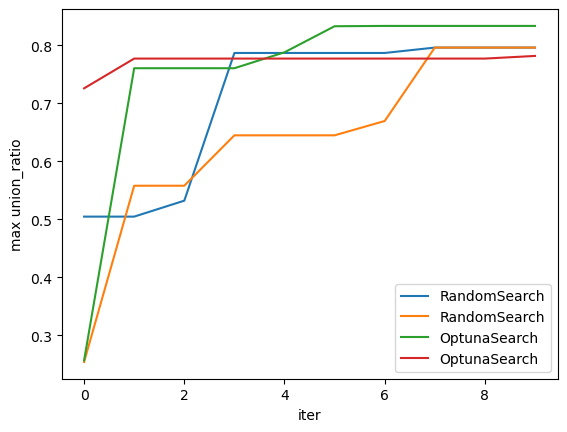 0.8
0.7
0.6
0.5
0.4
0.3
max union_ratio
0 2 4 6 8
iter
RandomSearch
RandomSearch
OptunaSearch
OptunaSearch